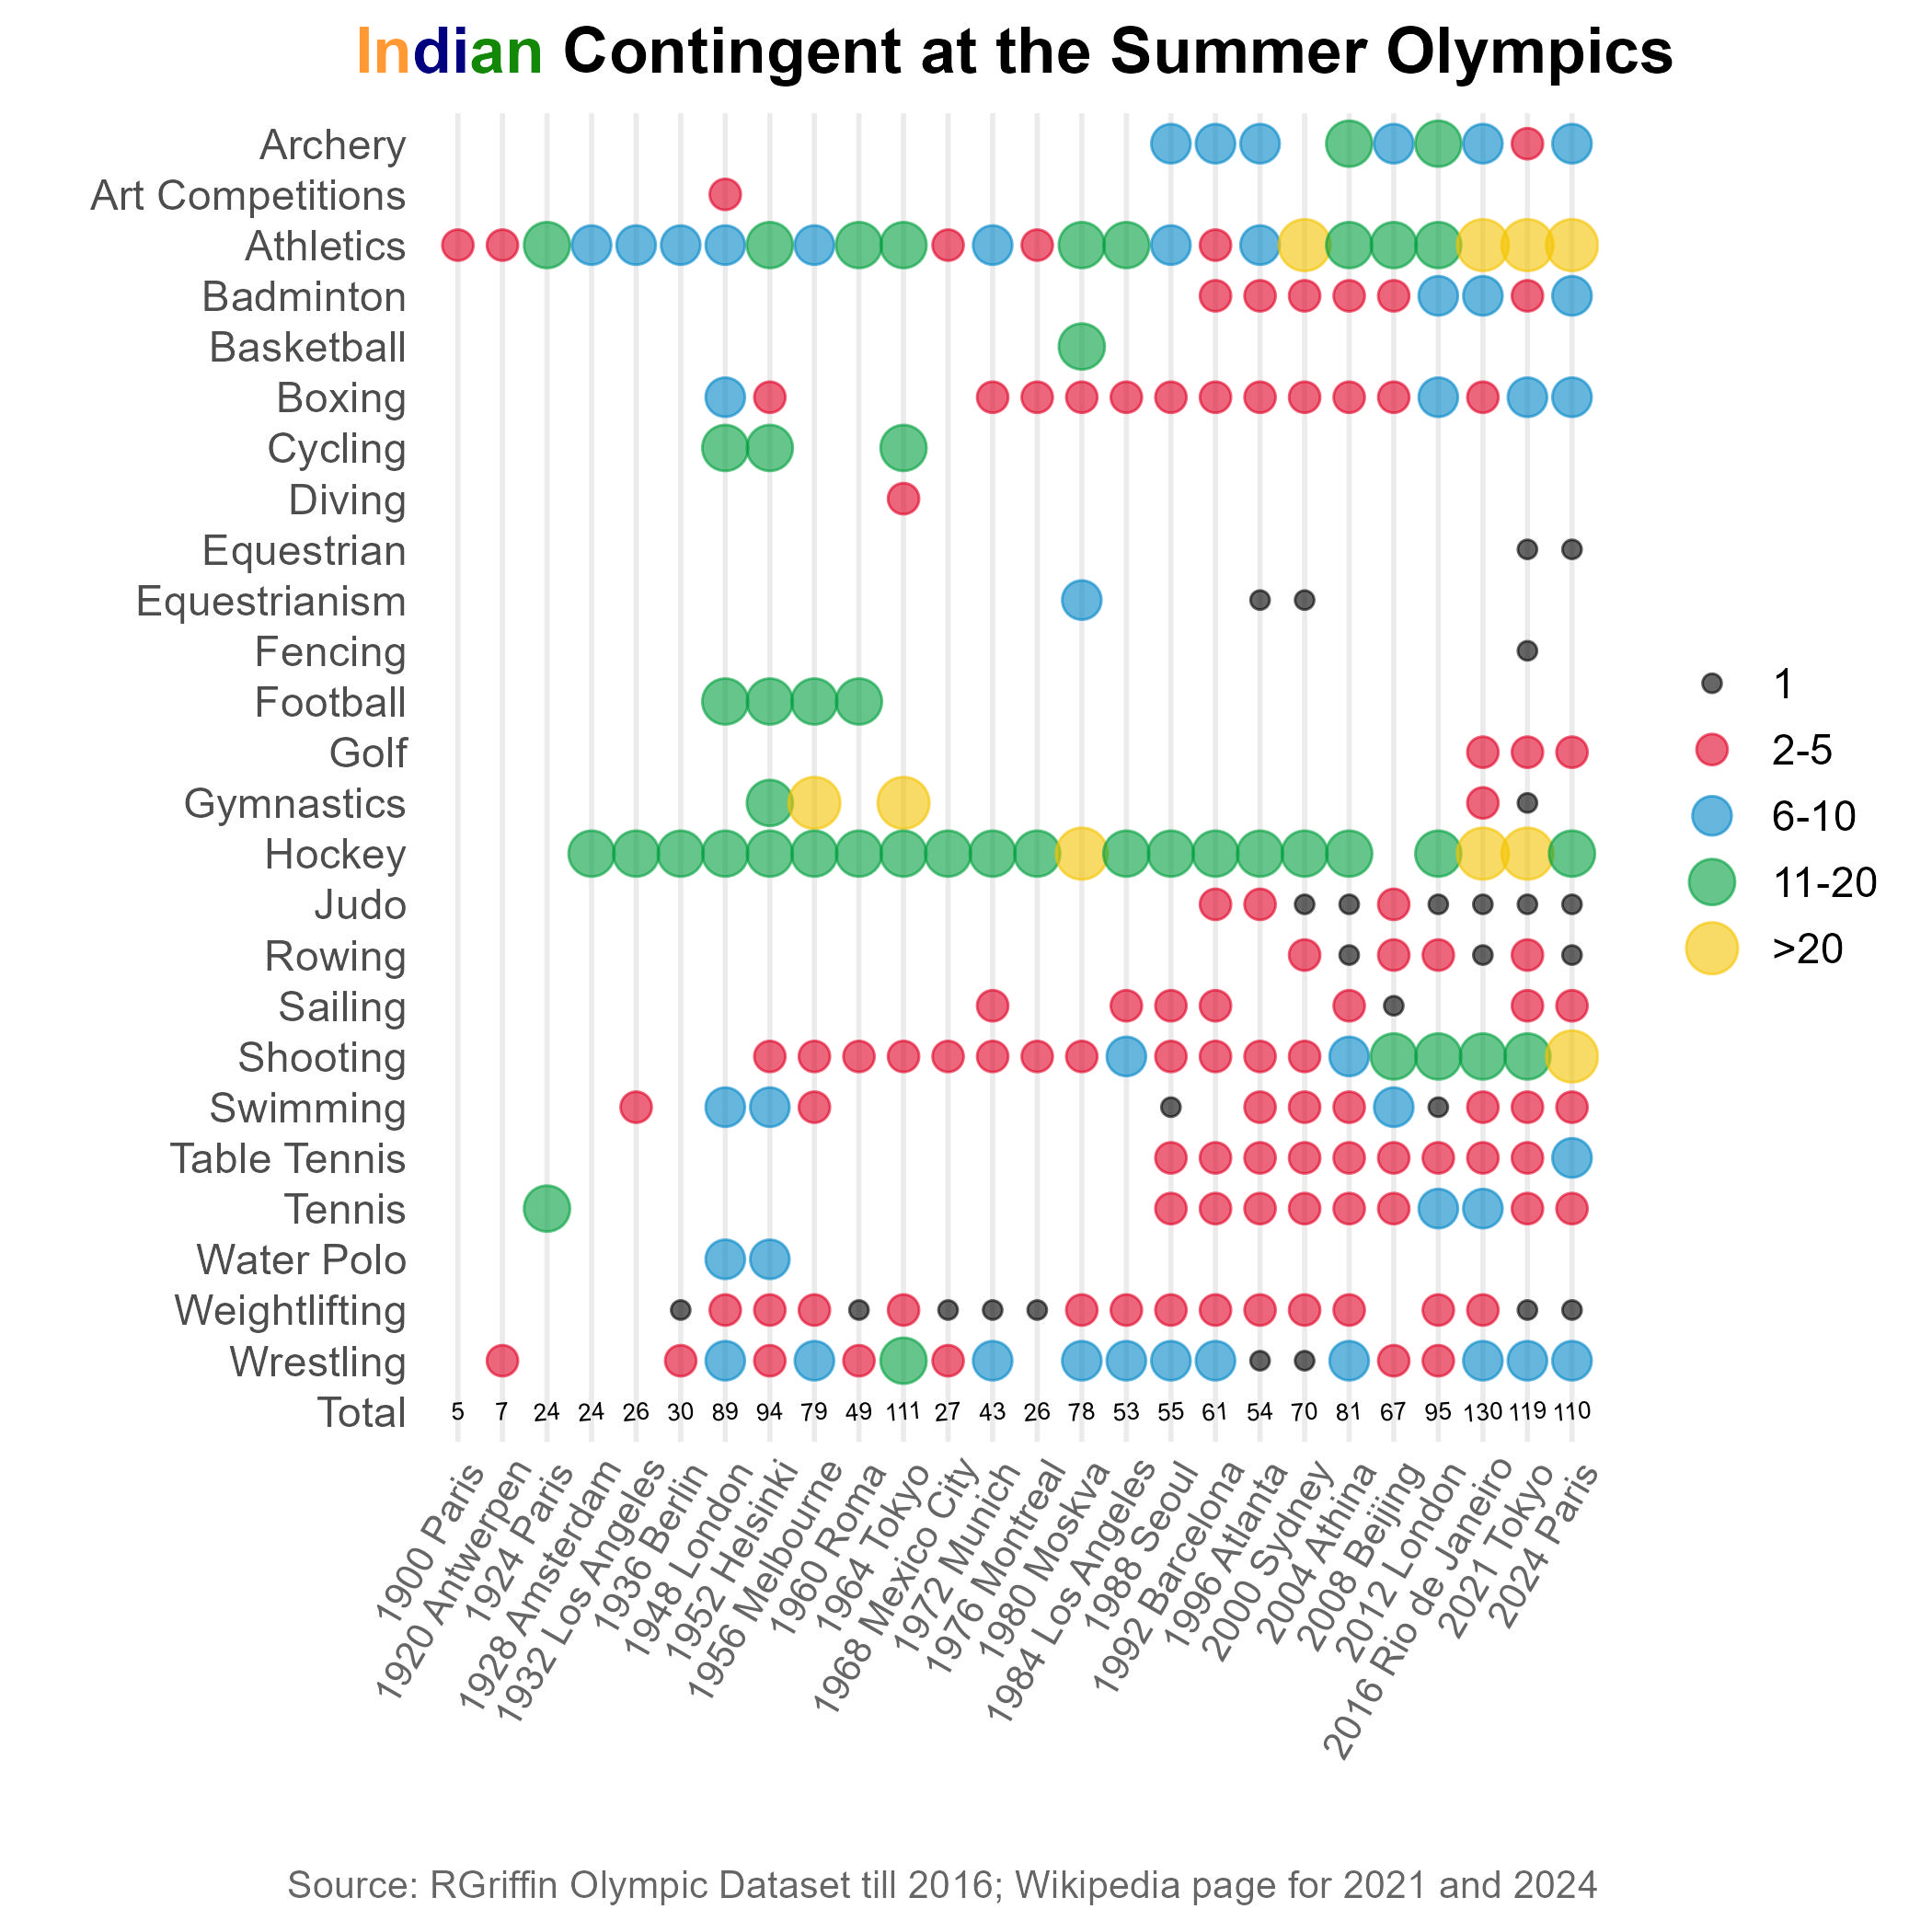 Indian Contingent at the Summer Olympics
Archery
Art Competitions
Athletics
Badminton
Basketball
Boxing
Cycling
Diving
Equestrian
Equestrianism
Fencing
Football
Golf
Gymnastics
Hockey
Judo
Rowing
Sailing
Shooting
Swimming
Table Tennis
Tennis
Water Polo
Weightlifting
Wrestling
Total 5 7 24 24 26 30 89 94 79 49 111 27 43 26 78 53 55 61 54 70 81 67 95 130 119 110
1900 Paris
1920 Antwerpen
1924 Paris
1928 Amsterdam
1932 Los Angeles
1936 Berlin
1948 London
1952 Helsinki
1956 Melbourne
1960 Roma
1964 Tokyo
1968 Mexico City
1972 Munich
1976 Montreal
1980 Moskva
1984 Los Angeles
1988 Seoul
1992 Barcelona
1996 Atlanta
2000 Sydney
2004 Athina
2008 Beijing
2012 London
2016 Rio de Janeiro
2021 Tokyo
2024 Paris
1
2-5
6-10
11-20
>20
Source: RGriffin Olympic Dataset till 2016; Wikipedia page for 2021 and 2024